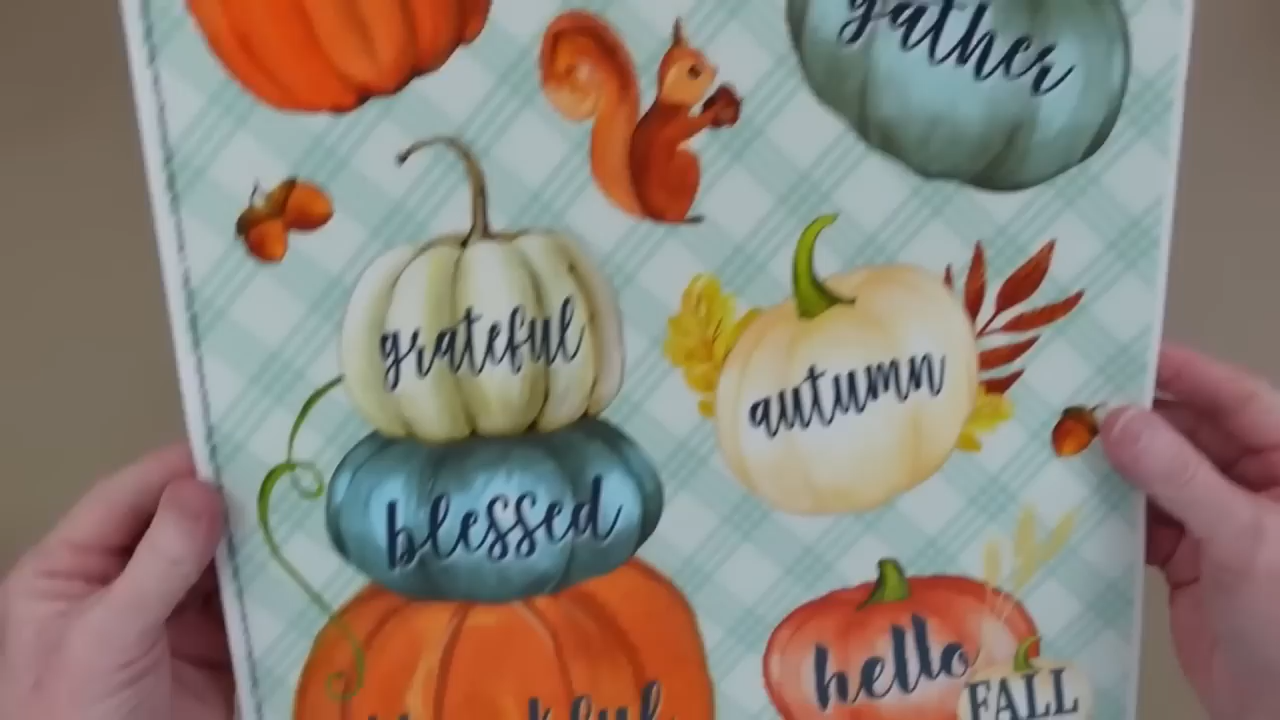 gather
grateful
autumn
blessed
hello
FALL